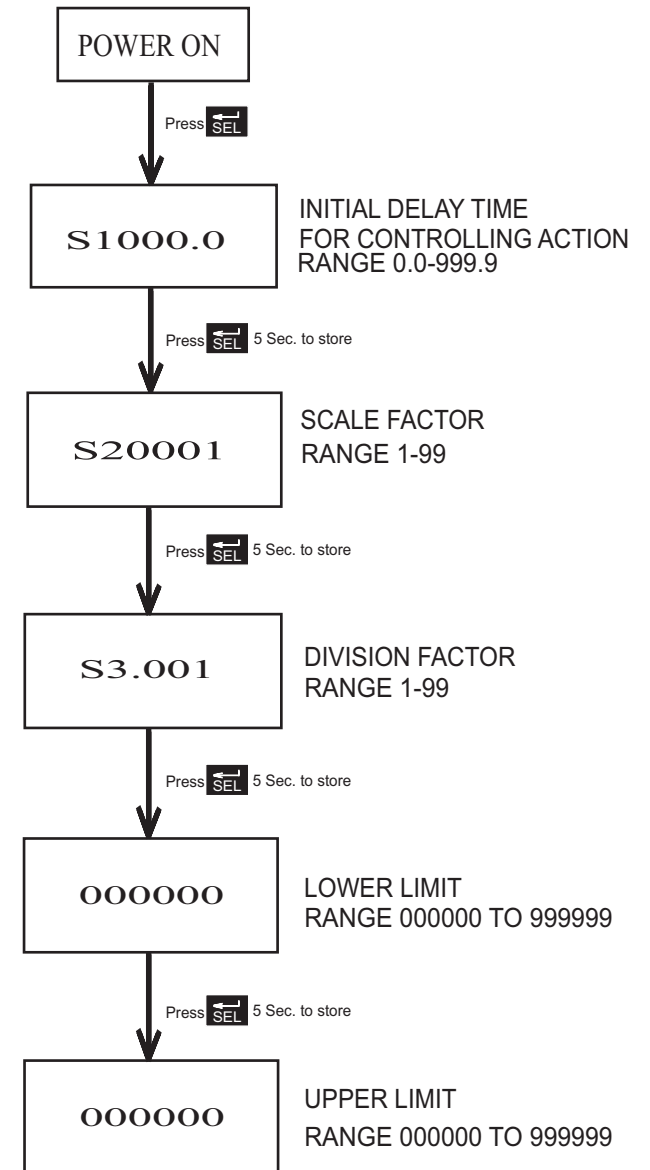 POWER ON
Press SEL
S1000.0
INITIAL DELAY TIME
FOR CONTROLLING ACTION
RANGE 0.0-999.9
Press SEL 5 Sec. to store
S20001
SCALE FACTOR
RANGE 1-99
Press SEL 5 Sec. to store
S3.001
DIVISION FACTOR
RANGE 1-99
Press SEL 5 Sec. to store
000000
LOWER LIMIT
RANGE 000000 TO 999999
Press SEL 5 Sec. to store
000000
UPPER LIMIT
RANGE 000000 TO 999999